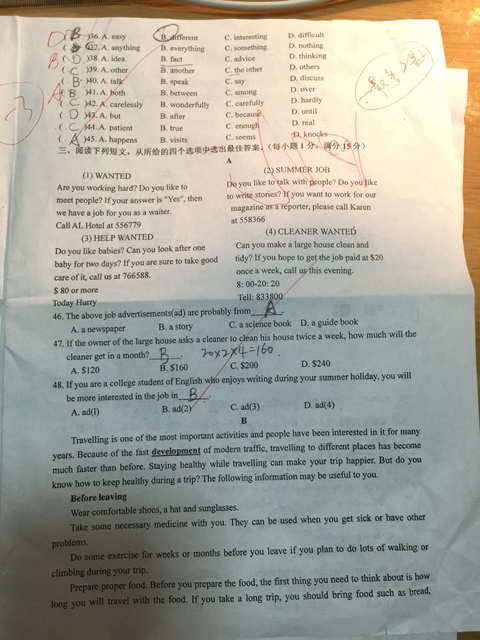 ( B )36. A. easy B. different C. interesting D. difficult
( B )37. A. anything B. everything C. something D. nothing
( D )38. A. idea B. fact C. advice D. thinking
( C )39. A. other B. another C. the other D. others
( B )40. A. talk B. speak C. say D. discuss
( B )41. A. both B. between C. among D. over
( C )42. A. carelessly B. wonderfully C. carefully D. hardly
( D )43. A. but B. after C. because D. until
( C )44. A. patient B. true C. enough D. real
( A )45. A. happens B. visits C. seems D. knocks
三、阅读下列短文，从所给的四个选项中选出最佳答案。(每小题 1 分，满分 15 分)
A
(1) WANTED
Are you working hard? Do you like to
meet people? If your answer is "Yes", then
we have a job for you as a waiter.
Call AL Hotel at 556779
(2) SUMMER JOB
Do you like to talk with people? Do you like
to write stories? If you want to work for our
magazine as a reporter, please call Karen
at 558366
(3) HELP WANTED
Do you like babies? Can you look after one
baby for two days? If you are sure to take good
care of it, call us at 766588.
$ 80 or more
Today Hurry
(4) CLEANER WANTED
Can you make a large house clean and
tidy? If you hope to get the job paid at $20
once a week, call us this evening.
8: 00-20: 20
Tell: 833800
46. The above job advertisements(ad) are probably from A.
A. a newspaper B. a story C. a science book D. a guide book
47. If the owner of the large house asks a cleaner to clean his house twice a week, how much will the
cleaner get in a month? B. 20×2×4=160.
A. $120 B. $160 C. $200 D. $240
48. If you are a college student of English who enjoys writing during your summer holiday, you will
be more interested in the job in B.
A. ad(1) B. ad(2) C. ad(3) D. ad(4)
B
Travelling is one of the most important activities and people have been interested in it for many
years. Because of the fast development of modern traffic, travelling to different places has become
much faster than before. Staying healthy while travelling can make your trip happier. But do you
know how to keep healthy during a trip? The following information may be useful to you.
Before leaving
Wear comfortable shoes, a hat and sunglasses.
Take some necessary medicine with you. They can be used when you get sick or have other
problems.
Do some exercise for weeks or months before you leave if you plan to do lots of walking or
climbing during your trip.
Prepare proper food. Before you prepare the food, the first thing you need to think about is how
long you will travel with the food. If you take a long trip, you should bring food such as bread,